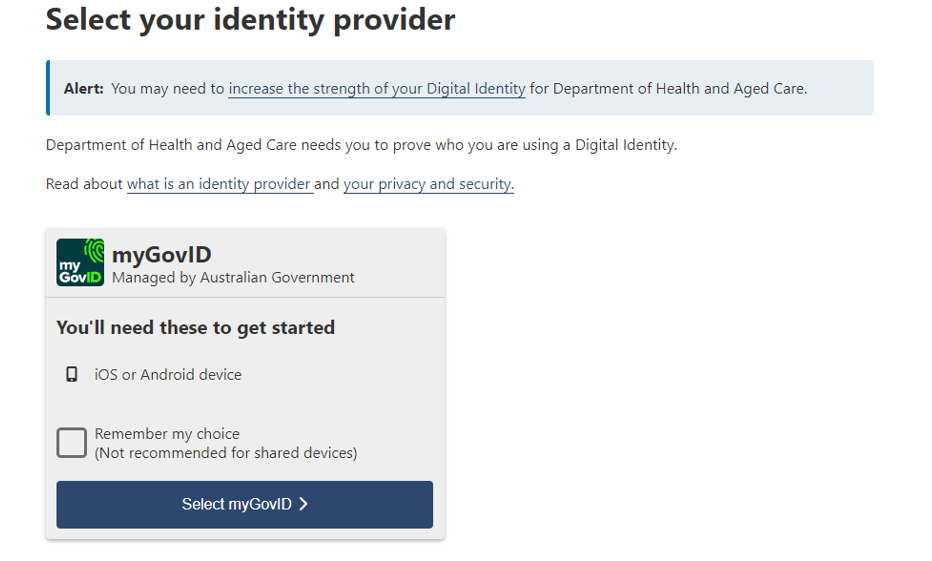 Select your identity provider
Alert: You may need to increase the strength of your Digital Identity for Department of Health and Aged Care.
Department of Health and Aged Care needs you to prove who you are using a Digital Identity.
Read about what is an identity provider and your privacy and security.
my
GovID
myGovID
Managed by Australian Government
You'll need these to get started
iOS or Android device
Remember my choice
(Not recommended for shared devices)
Select myGovID